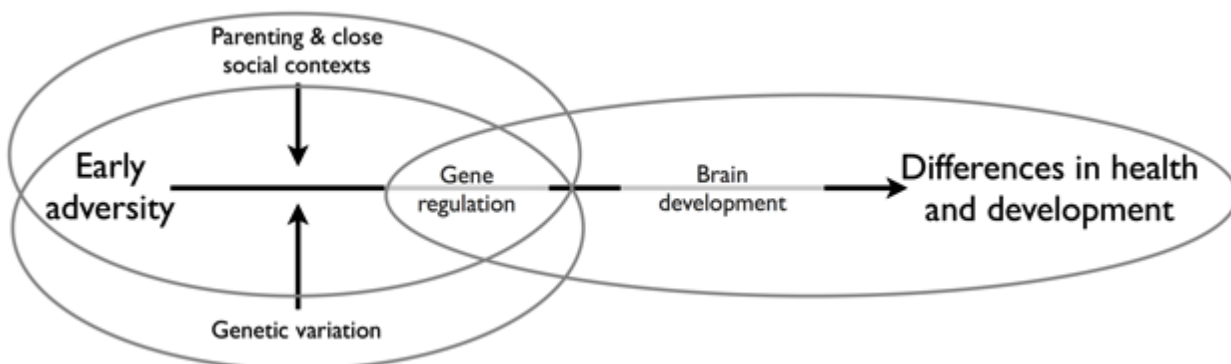 Parenting & close
social contexts
Early
adversity
Gene
regulation
Brain
development
Differences in health
and development
Genetic variation